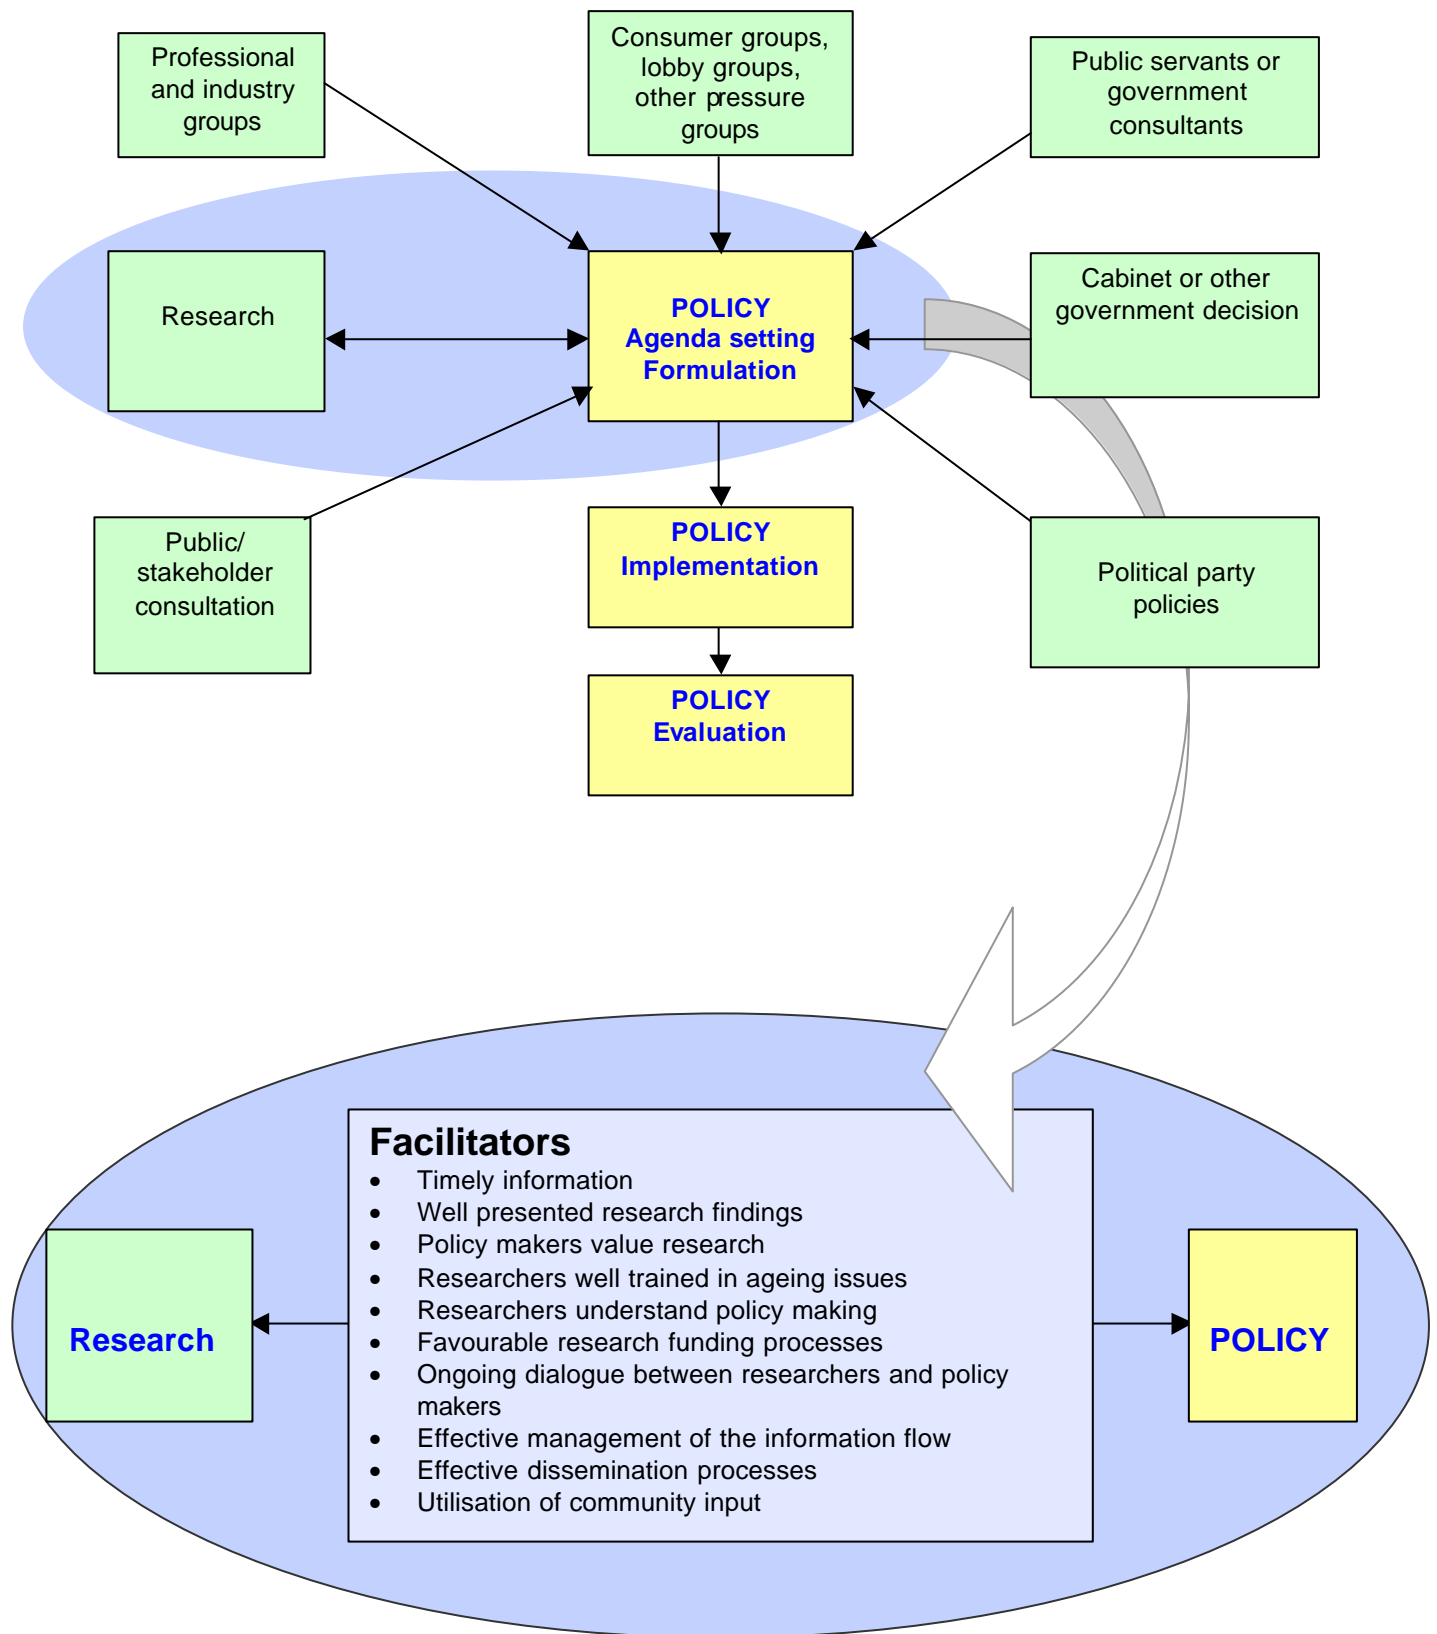 Professional
and industry
groups
Consumer groups,
lobby groups,
other pressure
groups
Public servants or
government
consultants
Research
POLICY
Agenda setting
Formulation
Cabinet or other
government decision
Public/
stakeholder
consultation
POLICY
Implementation
Political party
policies
POLICY
Evaluation
Facilitators
• Timely information
• Well presented research findings
• Policy makers value research
• Researchers well trained in ageing issues
• Researchers understand policy making
• Favourable research funding processes
• Ongoing dialogue between researchers and policy
makers
• Effective management of the information flow
• Effective dissemination processes
• Utilisation of community input
Research
POLICY